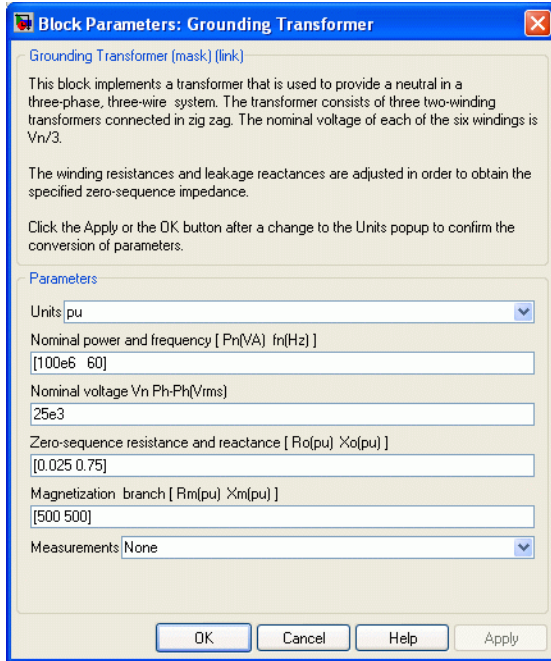 Block Parameters: Grounding Transformer
Grounding Transformer (mask) (link)
This block implements a transformer that is used to provide a neutral in a
three-phase, three-wire system. The transformer consists of three two-winding
transformers connected in zig zag. The nominal voltage of each of the six windings is
Vn/3.
The winding resistances and leakage reactances are adjusted in order to obtain the
specified zero-sequence impedance.
Click the Apply or the OK button after a change to the Units popup to confirm the
conversion of parameters.
Parameters
Units pu
Nominal power and frequency [ Pn(VA) fn(Hz) ]
[100e6 60]
Nominal voltage Vn Ph-Ph(Vrms)
25e3
Zero-sequence resistance and reactance [ Ro(pu) Xo(pu) ]
[0.025 0.75]
Magnetization branch [ Rm(pu) Xm(pu) ]
[500 500]
Measurements None
OK Cancel Help Apply